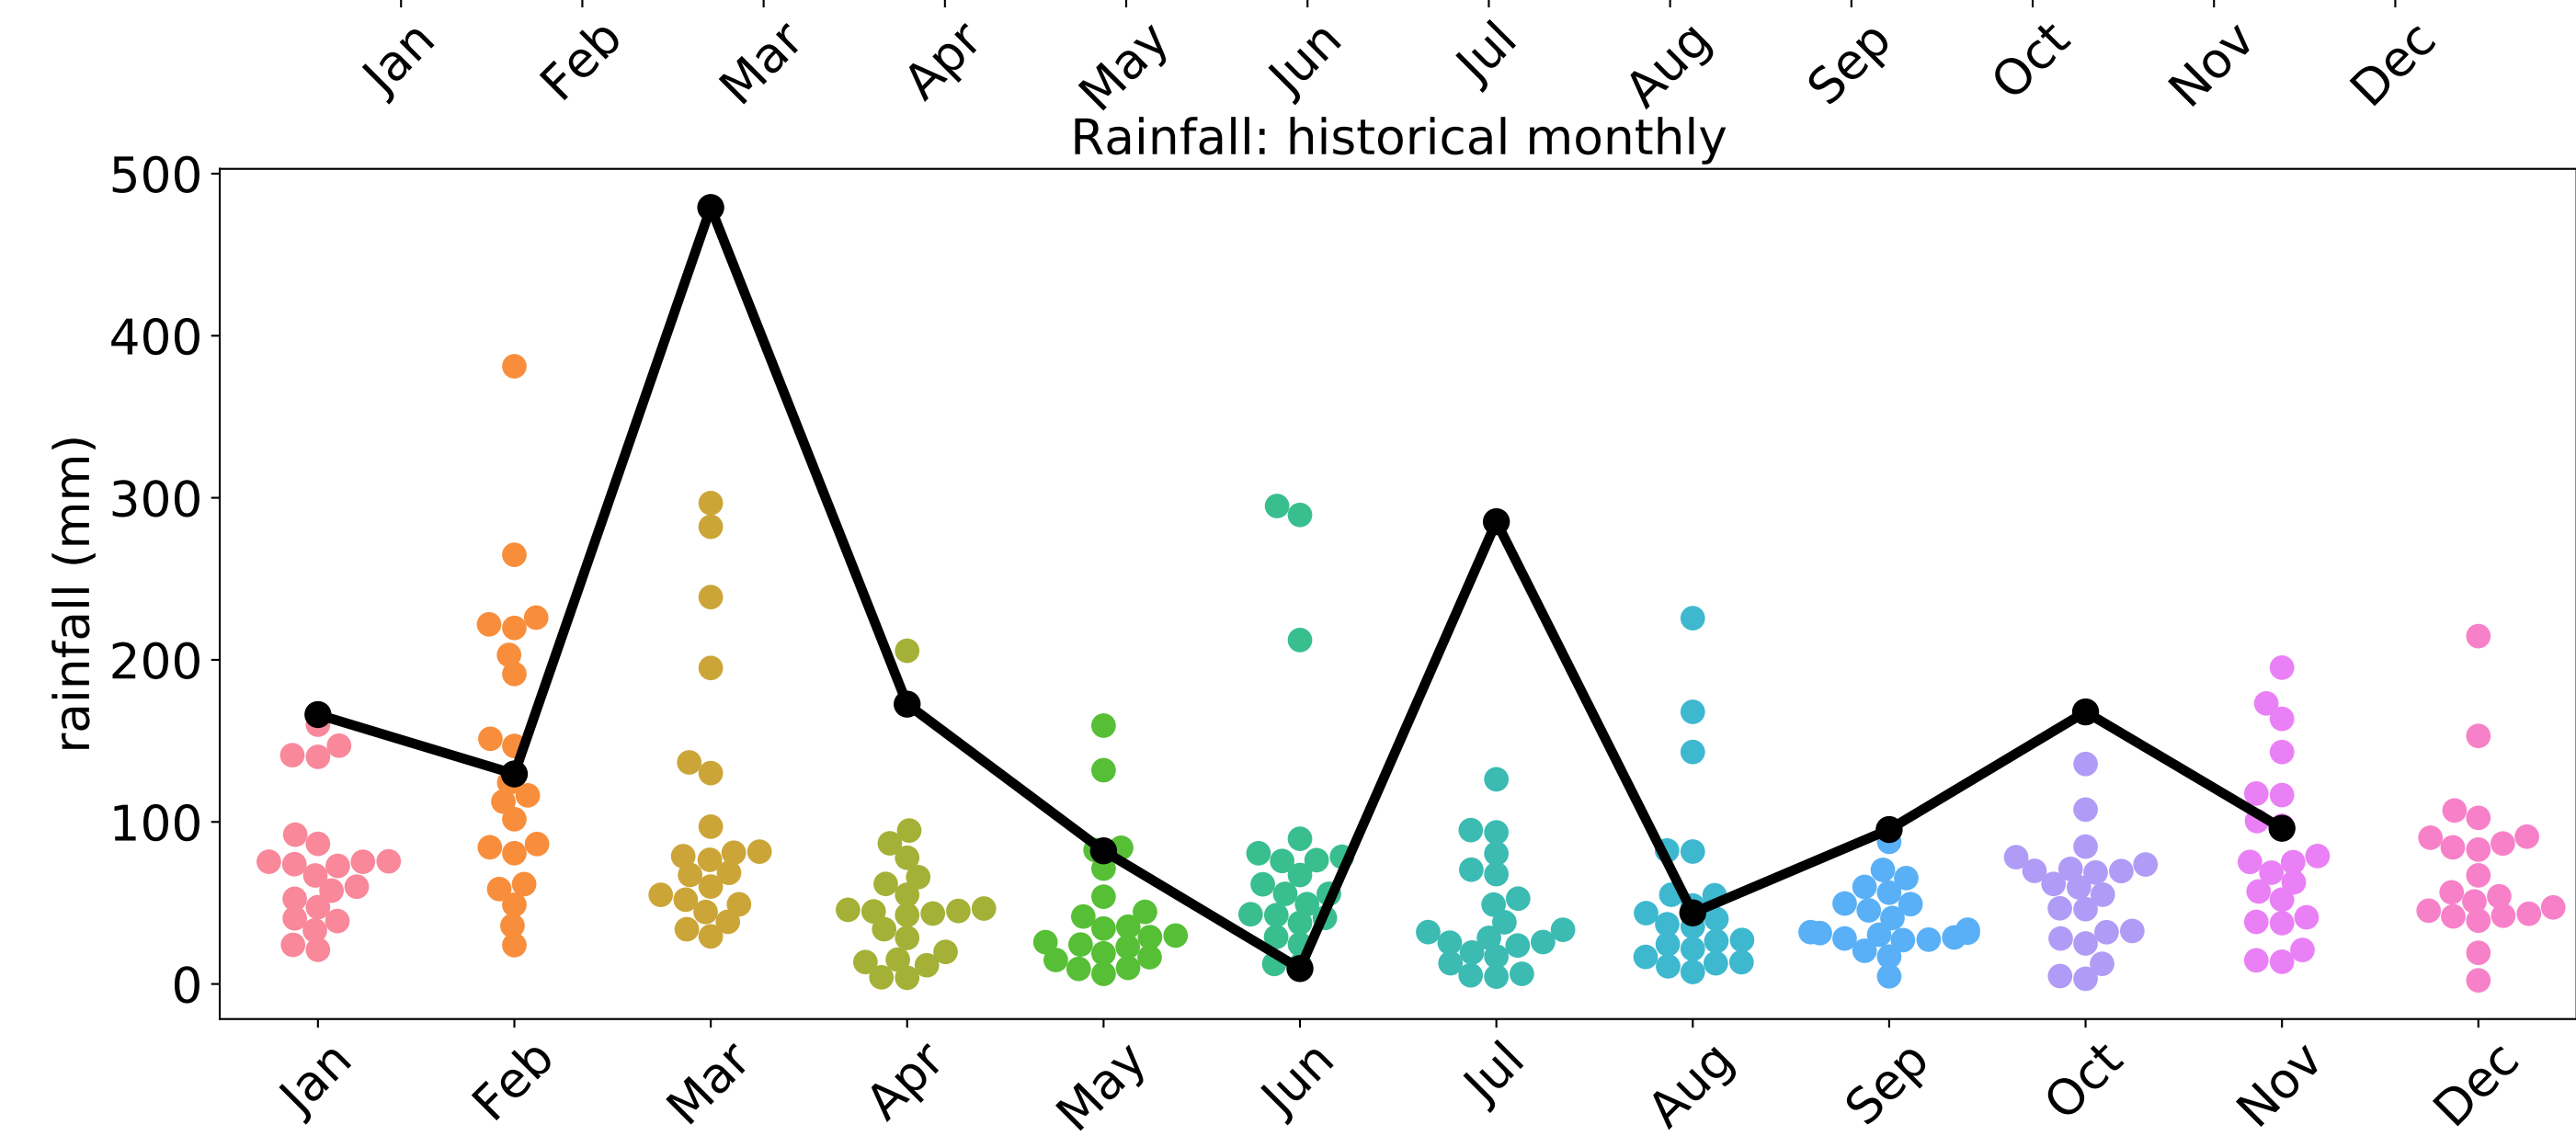 Jan Feb Mar Apr May Jun Jul Aug Sep Oct Nov Dec
Rainfall: historical monthly
500
400
300
200
100
0
rainfall (mm)
Jan Feb Mar Apr May Jun Jul Aug Sep Oct Nov Dec